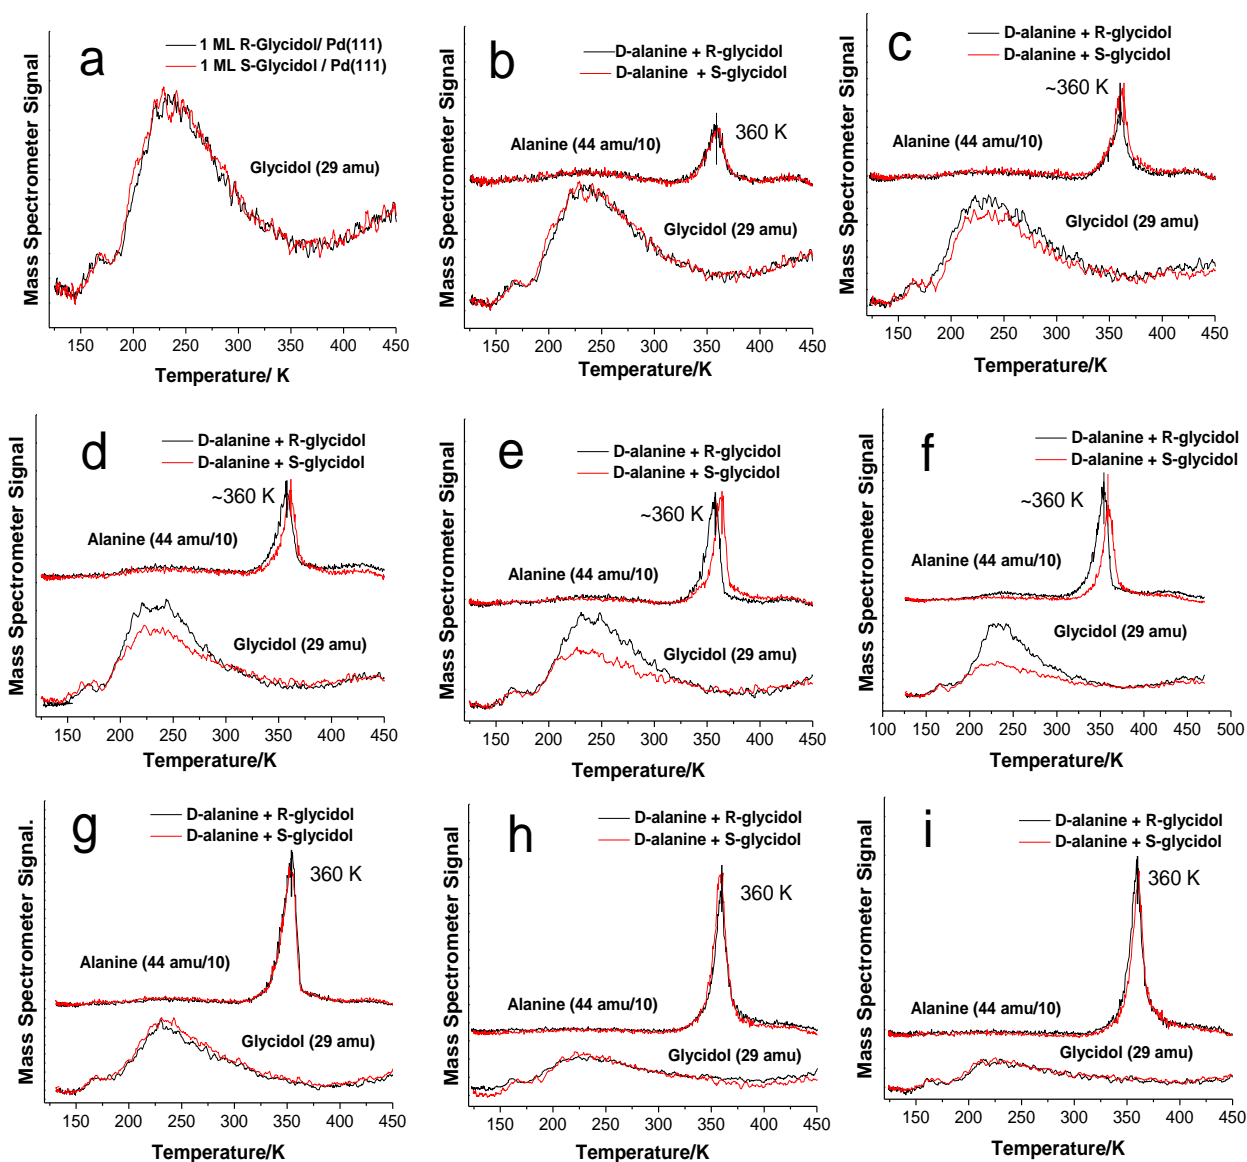 a
1 ML R-Glycidol/ Pd(111)
1 ML S-Glycidol / Pd(111)
Glycidol (29 amu)
Mass Spectrometer Signal
150 200 250 300 350 400 450
Temperature/ K
b
D-alanine + R-glycidol
D-alanine + S-glycidol
360 K
Alanine (44 amu/10)
Glycidol (29 amu)
Mass Spectrometer Signal
150 200 250 300 350 400 450
Temperature/K
c
D-alanine + R-glycidol
D-alanine + S-glycidol
~360 K
Alanine (44 amu/10)
Glycidol (29 amu)
Mass Spectrometer Signal
150 200 250 300 350 400 450
Temperature/K
d
D-alanine + R-glycidol
D-alanine + S-glycidol
~360 K
Alanine (44 amu/10)
Glycidol (29 amu)
Mass Spectrometer Signal
150 200 250 300 350 400 450
Temperature/K
e
D-alanine + R-glycidol
D-alanine + S-glycidol
~360 K
Alanine (44 amu/10)
Glycidol (29 amu)
Mass Spectrometer Signal
150 200 250 300 350 400 450
Temperature/K
f
D-alanine + R-glycidol
D-alanine + S-glycidol
~360 K
Alanine (44 amu/10)
Glycidol (29 amu)
Mass Spectrometer Signal
100 150 200 250 300 350 400 450 500
Temperature/K
g
D-alanine + R-glycidol
D-alanine + S-glycidol
360 K
Alanine (44 amu/10)
Glycidol (29 amu)
Mass Spectrometer Signal.
150 200 250 300 350 400 450
Temperature/K
h
D-alanine + R-glycidol
D-alanine + S-glycidol
360 K
Alanine (44 amu/10)
Glycidol (29 amu)
Mass Spectrometer Signal
150 200 250 300 350 400 450
Temperature/K
i
D-alanine + R-glycidol
D-alanine + S-glycidol
360 K
Alanine (44 amu/10)
Glycidol (29 amu)
Mass Spectrometer Signal
150 200 250 300 350 400 450
Temperature/K